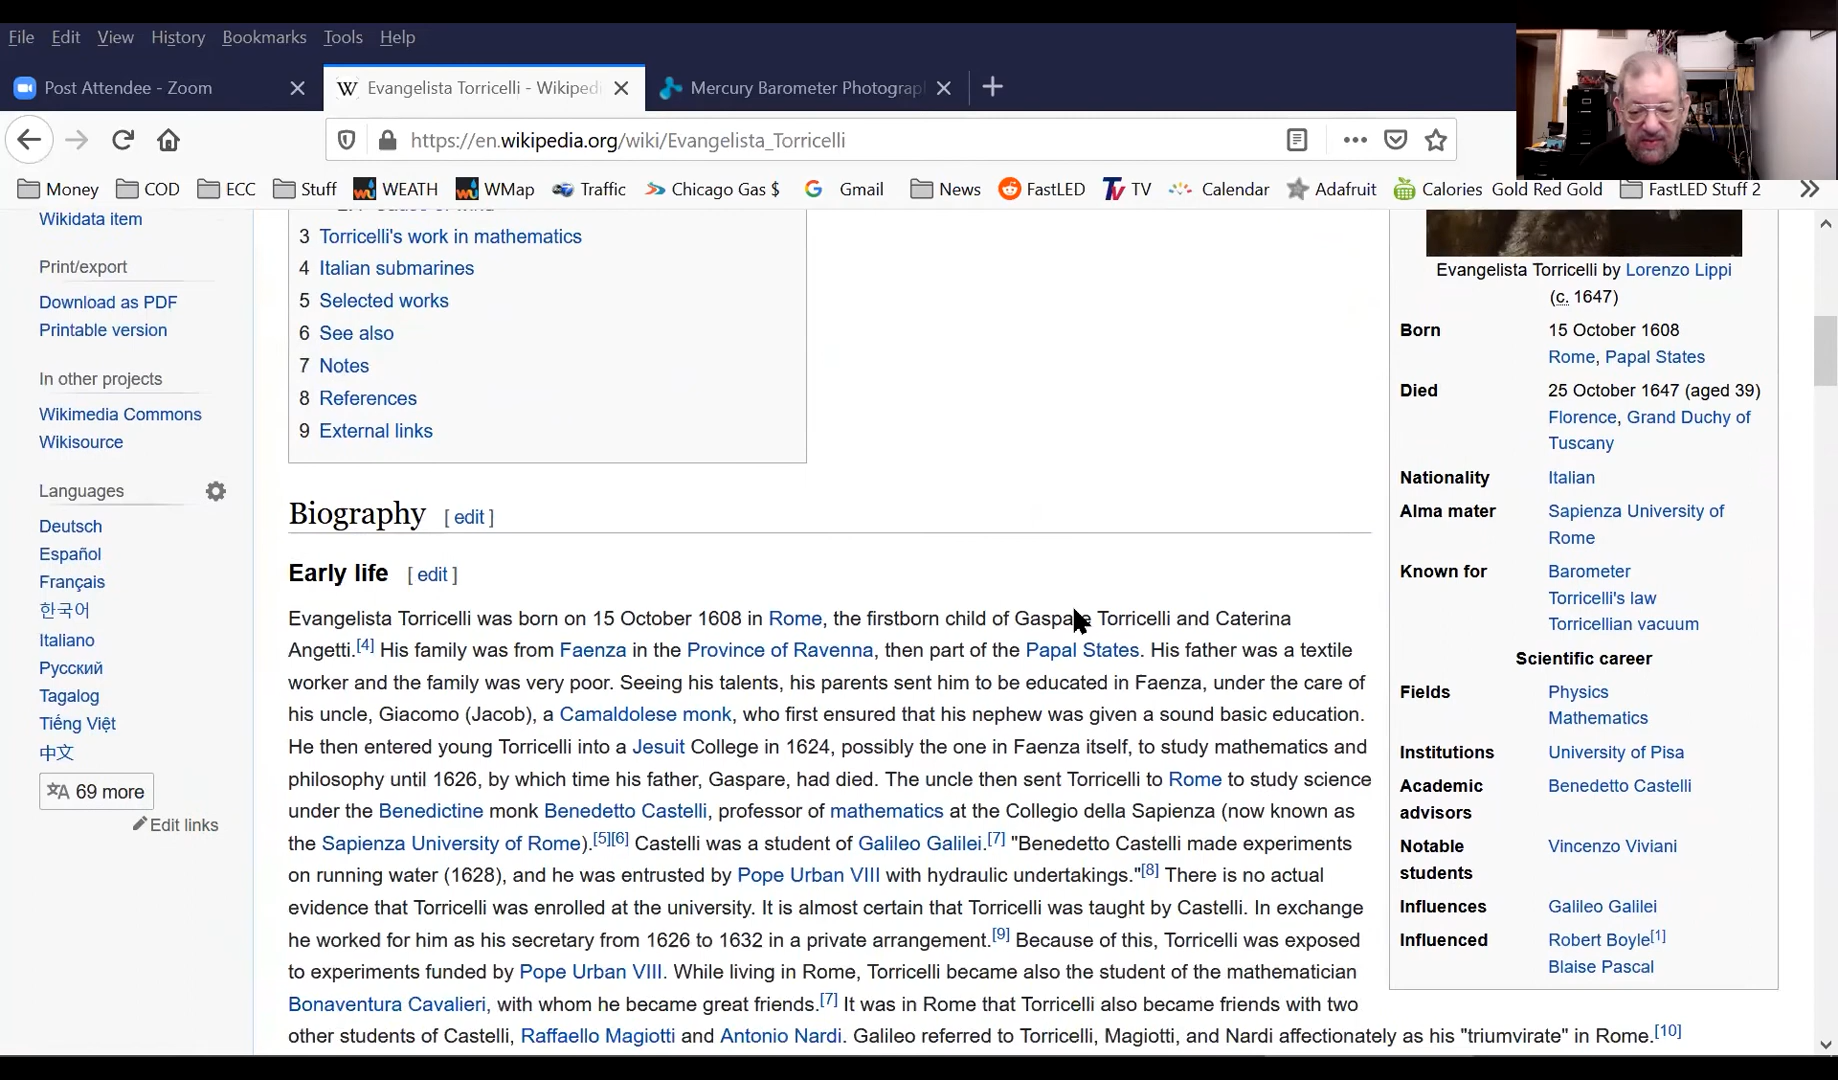 File Edit View History Bookmarks Tools Help
Post Attendee - Zoom
Evangelista Torricelli - Wikiped
Mercury Barometer Photograp
https://en.wikipedia.org/wiki/Evangelista_Torricelli
Money COD ECC Stuff WEATH WMap Traffic Chicago Gas $ Gmail News FastLED TV Calendar Adafruit Calories Gold Red Gold FastLED Stuff 2
Wikidata item
Print/export
Download as PDF
Printable version
In other projects
Wikimedia Commons
Wikisource
Languages
Deutsch
Español
Français
한국어
Italiano
Русский
Tagalog
Tiếng Việt
中文
69 more
Edit links
3 Torricelli's work in mathematics
4 Italian submarines
5 Selected works
6 See also
7 Notes
8 References
9 External links
Biography [ edit ]
Early life [ edit ]
Evangelista Torricelli was born on 15 October 1608 in Rome, the firstborn child of Gaspare Torricelli and Caterina
Angetti.[4] His family was from Faenza in the Province of Ravenna, then part of the Papal States. His father was a textile
worker and the family was very poor. Seeing his talents, his parents sent him to be educated in Faenza, under the care of
his uncle, Giacomo (Jacob), a Camaldolese monk, who first ensured that his nephew was given a sound basic education.
He then entered young Torricelli into a Jesuit College in 1624, possibly the one in Faenza itself, to study mathematics and
philosophy until 1626, by which time his father, Gaspare, had died. The uncle then sent Torricelli to Rome to study science
under the Benedictine monk Benedetto Castelli, professor of mathematics at the Collegio della Sapienza (now known as
the Sapienza University of Rome).[5][6] Castelli was a student of Galileo Galilei.[7] "Benedetto Castelli made experiments
on running water (1628), and he was entrusted by Pope Urban VIII with hydraulic undertakings."[8] There is no actual
evidence that Torricelli was enrolled at the university. It is almost certain that Torricelli was taught by Castelli. In exchange
he worked for him as his secretary from 1626 to 1632 in a private arrangement.[9] Because of this, Torricelli was exposed
to experiments funded by Pope Urban VIII. While living in Rome, Torricelli became also the student of the mathematician
Bonaventura Cavalieri, with whom he became great friends.[7] It was in Rome that Torricelli also became friends with two
other students of Castelli, Raffaello Magiotti and Antonio Nardi. Galileo referred to Torricelli, Magiotti, and Nardi affectionately as his "triumvirate" in Rome.[10]
Evangelista Torricelli by Lorenzo Lippi
(c. 1647)
Born 15 October 1608
Rome, Papal States
Died 25 October 1647 (aged 39)
Florence, Grand Duchy of
Tuscany
Nationality Italian
Alma mater Sapienza University of
Rome
Known for Barometer
Torricelli's law
Torricellian vacuum
Scientific career
Fields Physics
Mathematics
Institutions University of Pisa
Academic advisors Benedetto Castelli
Notable students Vincenzo Viviani
Influences Galileo Galilei
Influenced Robert Boyle[1]
Blaise Pascal